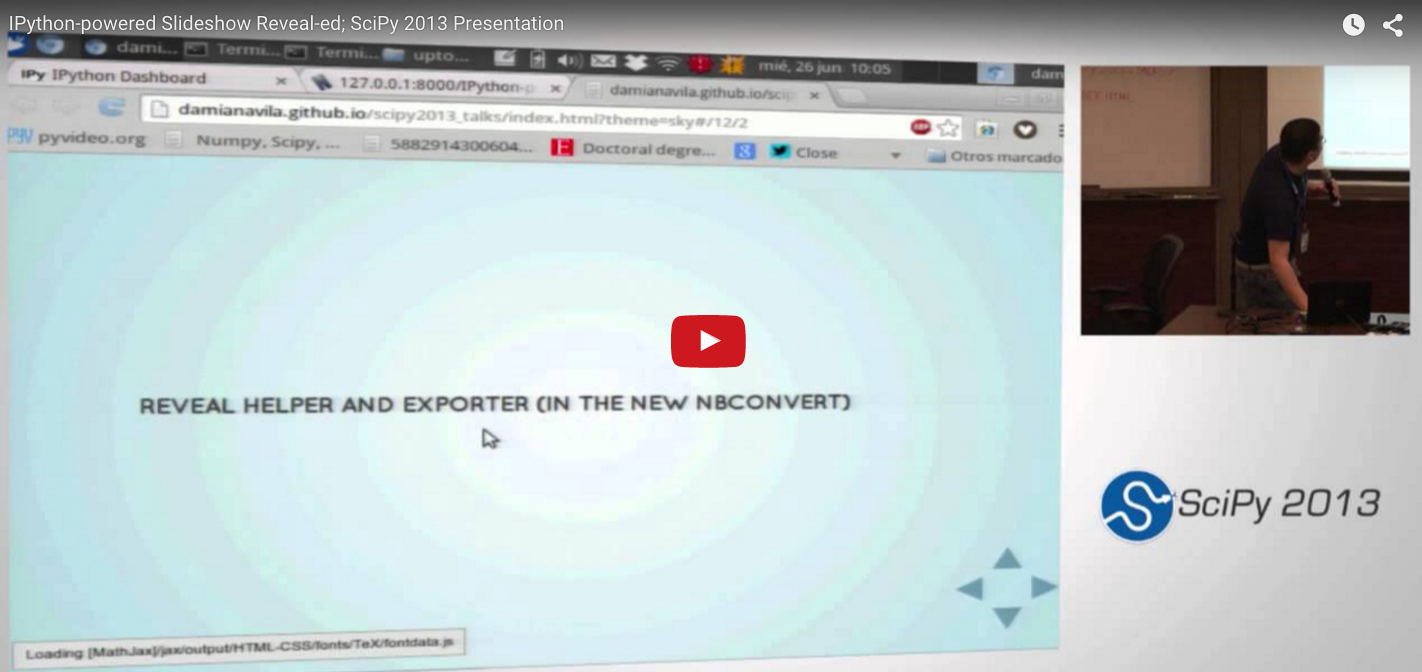 IPython-powered Slideshow Reveal-ed; SciPy 2013 Presentation
dami... Termi... Termi... upto... mié, 26 jun 10:05 dam
IPy IPython Dashboard × 127.0.0.1:8000/IPython-p × damianavila.github.io/scip ×
damianavila.github.io/scipy2013_talks/index.html?theme=sky#/12/2 ABP
pyvideo.org Numpy, Scipy, ... 5882914300604... E Doctoral degre... 8 Close Otros marcado
REVEAL HELPER AND EXPORTER (IN THE NEW NBCONVERT)
SciPy 2013
Loading [MathJax]/jax/output/HTML-CSS/fonts/TeX/fontdata.js